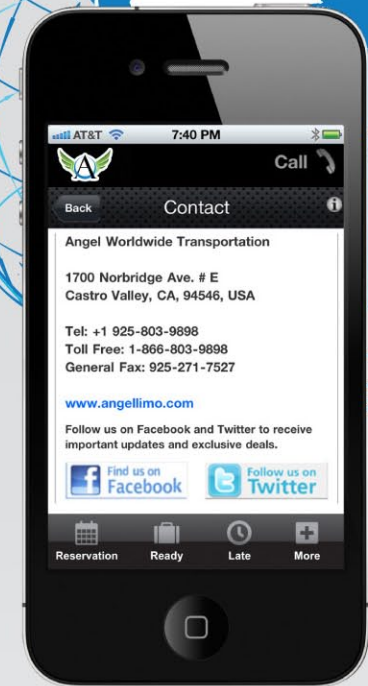 AT&T 7:40 PM
A
Call
Back Contact
Angel Worldwide Transportation
1700 Norbridge Ave. # E
Castro Valley, CA, 94546, USA
Tel: +1 925-803-9898
Toll Free: 1-866-803-9898
General Fax: 925-271-7527
www.angellimo.com
Follow us on Facebook and Twitter to receive
important updates and exclusive deals.
Find us on
Facebook
Follow us on
Twitter
Reservation Ready Late More